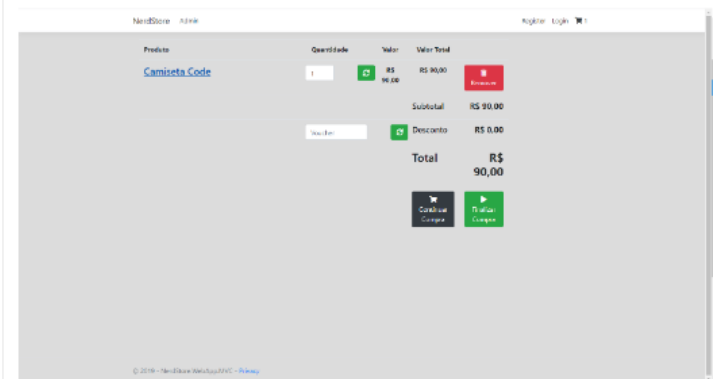 NerdStore Admin Register Login 1
Produto Quantidade Valor Valor Total
Camiseta Code 1 R$ 90,00 R$ 90,00 Remover
Subtotal R$ 90,00
Voucher Desconto R$ 0,00
Total R$ 90,00
Continuar Compra Finalizar Compra
© 2019 - NerdStore.WebApp.MVC - Privacy